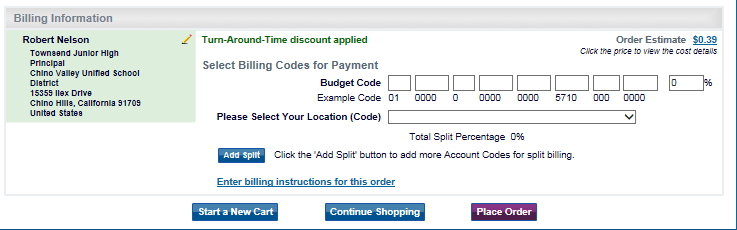 Billing Information
Robert Nelson
Townsend Junior High
Principal
Chino Valley Unified School
District
15359 Ilex Drive
Chino Hills, California 91709
United States
Turn-Around-Time discount applied
Order Estimate $0.39
Click the price to view the cost details
Select Billing Codes for Payment
Budget Code 0 %
Example Code 01 0000 0 0000 0000 5710 000 0000
Please Select Your Location (Code)
Total Split Percentage 0%
Add Split Click the 'Add Split' button to add more Account Codes for split billing.
Enter billing instructions for this order
Start a New Cart Continue Shopping Place Order